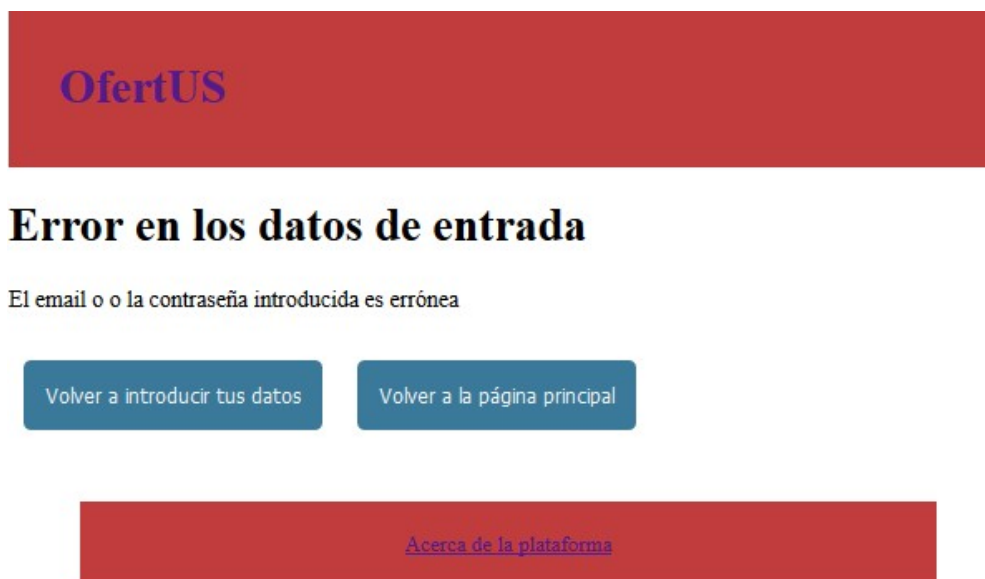 OfertUS
Error en los datos de entrada
El email o o la contraseña introducida es errónea
Volver a introducir tus datos
Volver a la página principal
Acerca de la plataforma